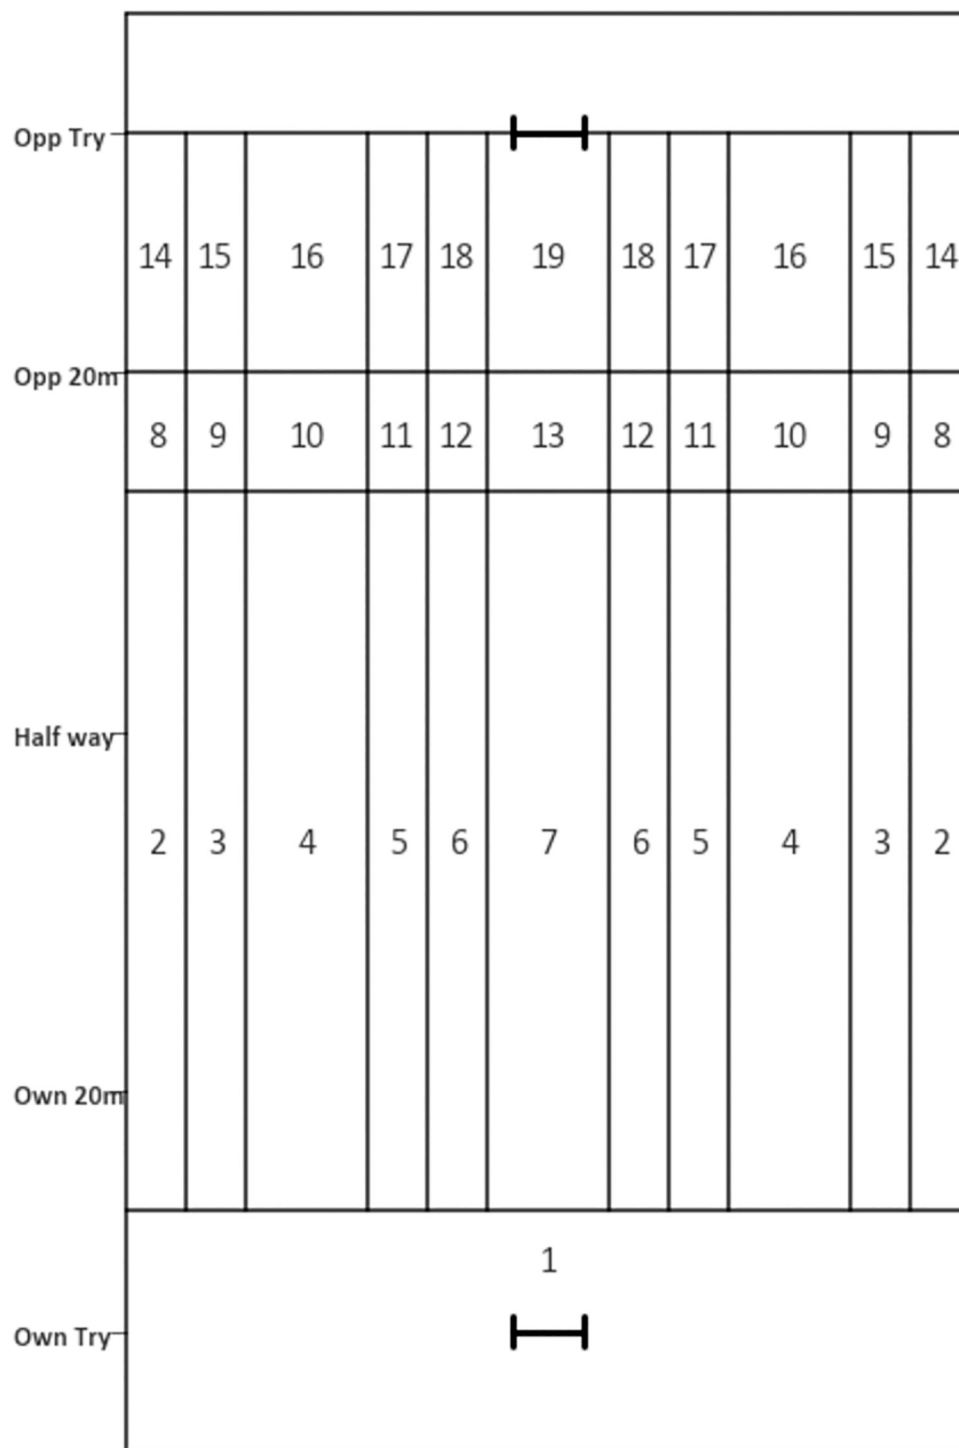 Opp Try
14 15 16 17 18 19 18 17 16 15 14
Opp 20m
8 9 10 11 12 13 12 11 10 9 8
Half way
2 3 4 5 6 7 6 5 4 3 2
Own 20m
1
Own Try